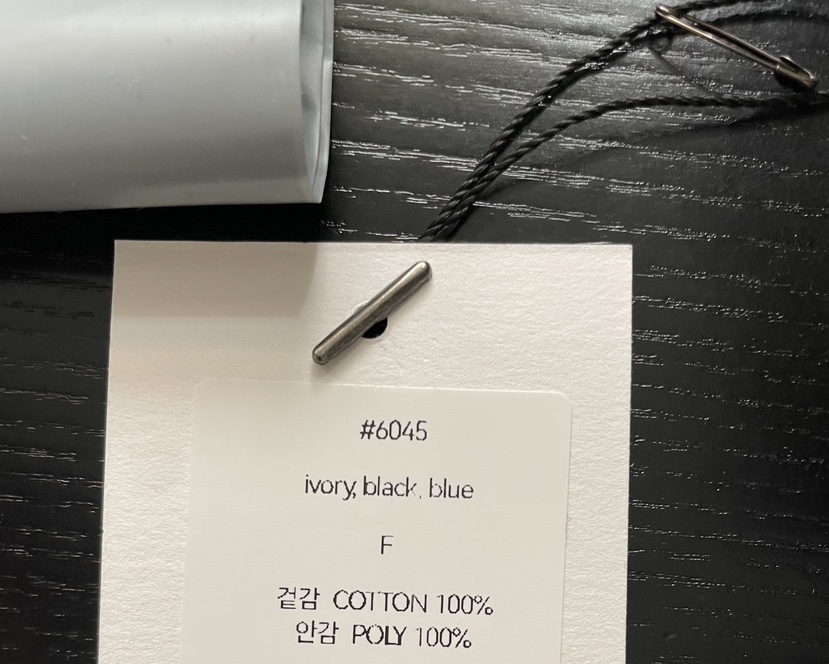 #6045
ivory, black, blue
F
겉감 COTTON 100%
안감 POLY 100%